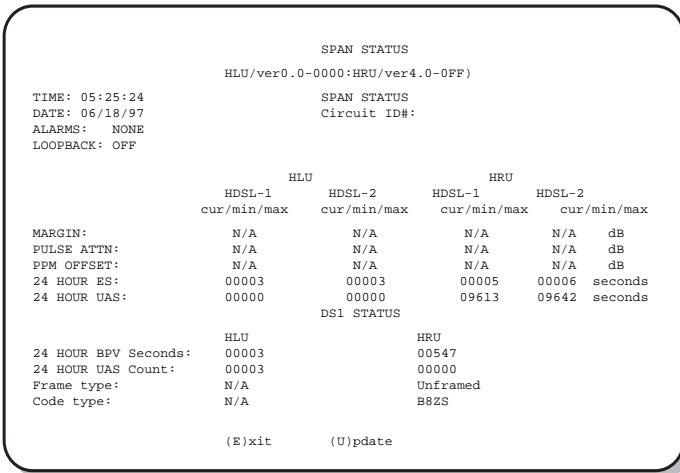 SPAN STATUS
HLU/ver0.0-0000:HRU/ver4.0-0FF)
TIME: 05:25:24 SPAN STATUS
DATE: 06/18/97 Circuit ID#:
ALARMS: NONE
LOOPBACK: OFF
HLU HRU
HDSL-1 HDSL-2 HDSL-1 HDSL-2
cur/min/max cur/min/max cur/min/max cur/min/max
MARGIN: N/A N/A N/A N/A dB
PULSE ATTN: N/A N/A N/A N/A dB
PPM OFFSET: N/A N/A N/A N/A dB
24 HOUR ES: 00003 00003 00005 00006 seconds
24 HOUR UAS: 00000 00000 09613 09642 seconds
DS1 STATUS
HLU HRU
24 HOUR BPV Seconds: 00003 00547
24 HOUR UAS Count: 00003 00000
Frame type: N/A Unframed
Code type: N/A B8ZS
(E)xit (U)pdate